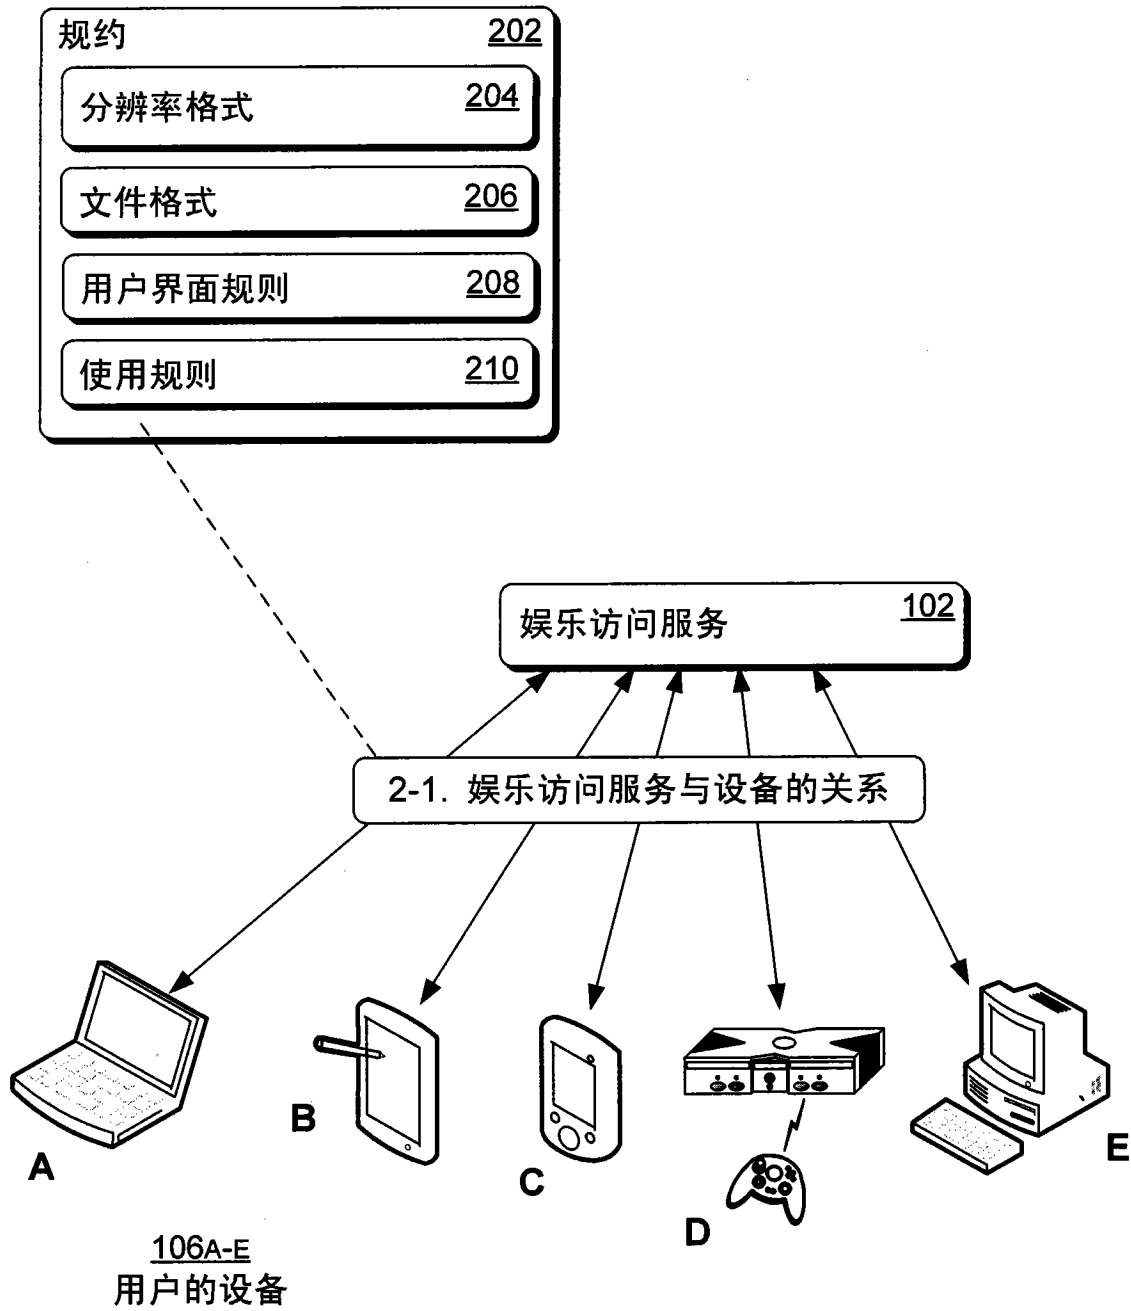 规约 202
分辨率格式 204
文件格式 206
用户界面规则 208
使用规则 210
娱乐访问服务 102
2-1. 娱乐访问服务与设备的关系
A
B
C
D
E
106A-E
用户的设备